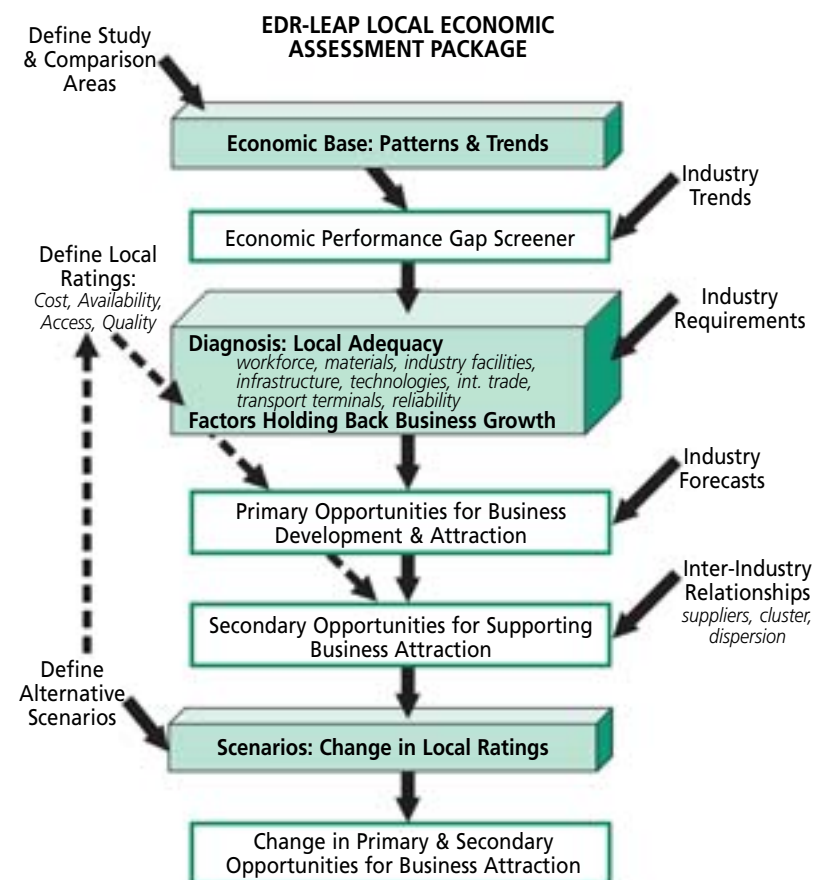 EDR-LEAP LOCAL ECONOMIC
ASSESSMENT PACKAGE
Define Study
& Comparison
Areas
Economic Base: Patterns & Trends
Industry
Trends
Economic Performance Gap Screener
Define Local
Ratings:
Cost, Availability,
Access, Quality
Industry
Requirements
Diagnosis: Local Adequacy
workforce, materials, industry facilities,
infrastructure, technologies, int. trade,
transport terminals, reliability
Factors Holding Back Business Growth
Industry
Forecasts
Primary Opportunities for Business
Development & Attraction
Inter-Industry
Relationships
suppliers, cluster,
dispersion
Secondary Opportunities for Supporting
Business Attraction
Define
Alternative
Scenarios
Scenarios: Change in Local Ratings
Change in Primary & Secondary
Opportunities for Business Attraction